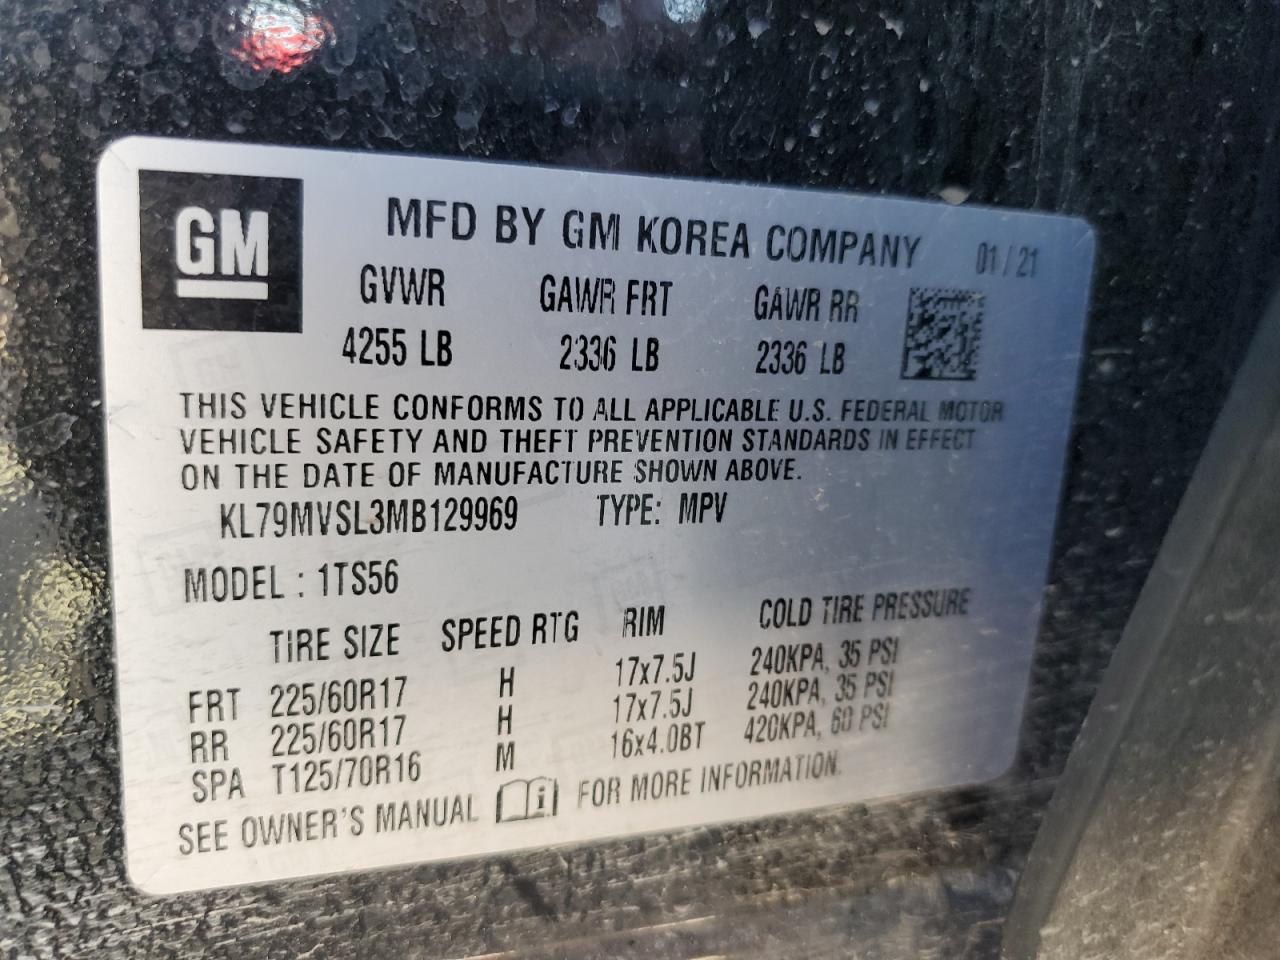 GM
MFD BY GM KOREA COMPANY 01/21
GVWR GAWR FRT GAWR RR
4255 LB 2336 LB 2336 LB
THIS VEHICLE CONFORMS TO ALL APPLICABLE U.S. FEDERAL MOTOR
VEHICLE SAFETY AND THEFT PREVENTION STANDARDS IN EFFECT
ON THE DATE OF MANUFACTURE SHOWN ABOVE.
KL79MVSL3MB129969 TYPE: MPV
MODEL : 1TS56
TIRE SIZE SPEED RTG RIM COLD TIRE PRESSURE
FRT 225/60R17 H 17x7.5J 240KPA, 35 PSI
RR 225/60R17 H 17x7.5J 240KPA, 35 PSI
SPA T125/70R16 M 16x4.0BT 420KPA, 60 PSI
SEE OWNER'S MANUAL i FOR MORE INFORMATION.